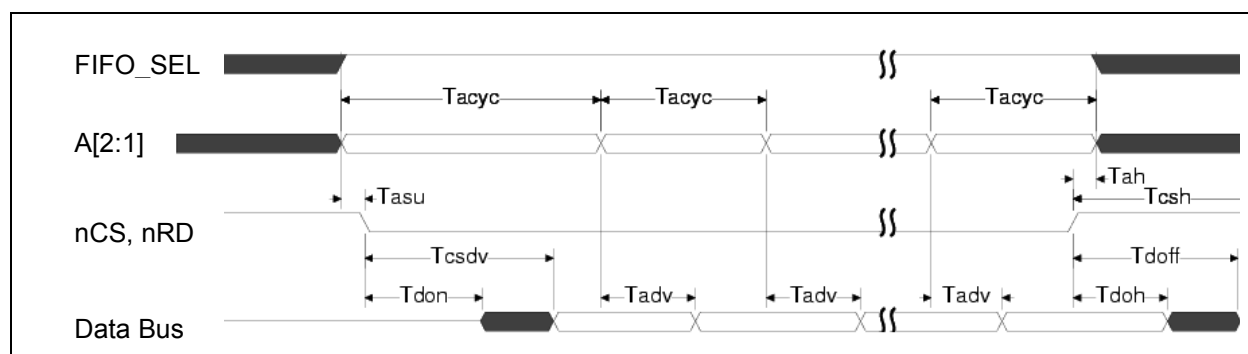 FIFO_SEL
Tacyc Tacyc Tacyc
A[2:1]
Tah
Tasu Tcsh
nCS, nRD
Tcsdv Tdoff
Tdon Tadv Tadv Tadv Tdoh
Data Bus